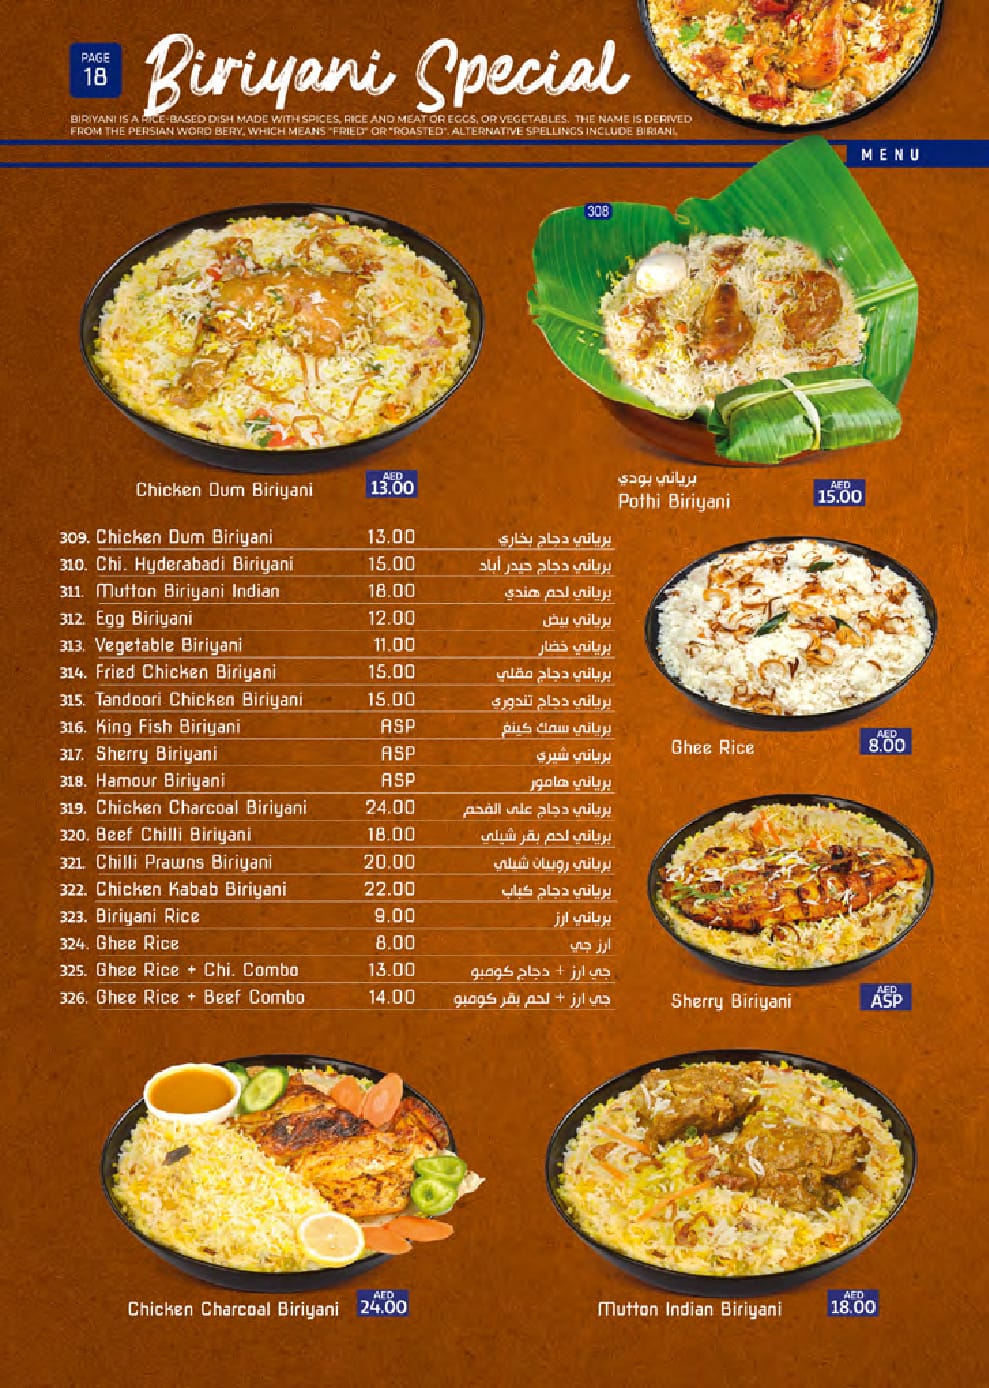 PAGE
18
Biriyani Special
BIRIYANI IS A RICE-BASED DISH MADE WITH SPICES, RICE AND MEAT OR EGGS, OR VEGETABLES. THE NAME IS DERIVED
FROM THE PERSIAN WORD BERY, WHICH MEANS "FRIED" OR "ROASTED". ALTERNATIVE SPELLINGS INCLUDE BIRIANI.
MENU
308
Chicken Dum Biriyani
AED
13.00
برياني بودي
Pothi Biriyani
AED
15.00
309. Chicken Dum Biriyani 13.00 برياني دجاج بخاري
310. Chi. Hyderabadi Biriyani 15.00 برياني دجاج حيدر أباد
311. Mutton Biriyani Indian 18.00 برياني لحم هندي
312. Egg Biriyani 12.00 برياني بيض
313. Vegetable Biriyani 11.00 برياني خضار
314. Fried Chicken Biriyani 15.00 برياني دجاج مقلي
315. Tandoori Chicken Biriyani 15.00 برياني دجاج تندوري
316. King Fish Biriyani ASP برياني سمك كينغ
317. Sherry Biriyani ASP برياني شيري
318. Hamour Biriyani ASP برياني هامور
319. Chicken Charcoal Biriyani 24.00 برياني دجاج على الفحم
320. Beef Chilli Biriyani 18.00 برياني لحم بقر شيلي
321. Chilli Prawns Biriyani 20.00 برياني روبيان شيلي
322. Chicken Kabab Biriyani 22.00 برياني دجاج كباب
323. Biriyani Rice 9.00 برياني ارز
324. Ghee Rice 8.00 ارز جي
325. Ghee Rice + Chi. Combo 13.00 جي ارز + دجاج كومبو
326. Ghee Rice + Beef Combo 14.00 جي ارز + لحم بقر كومبو
Ghee Rice
AED
8.00
Sherry Biriyani
AED
ASP
Chicken Charcoal Biriyani
AED
24.00
Mutton Indian Biriyani
AED
18.00